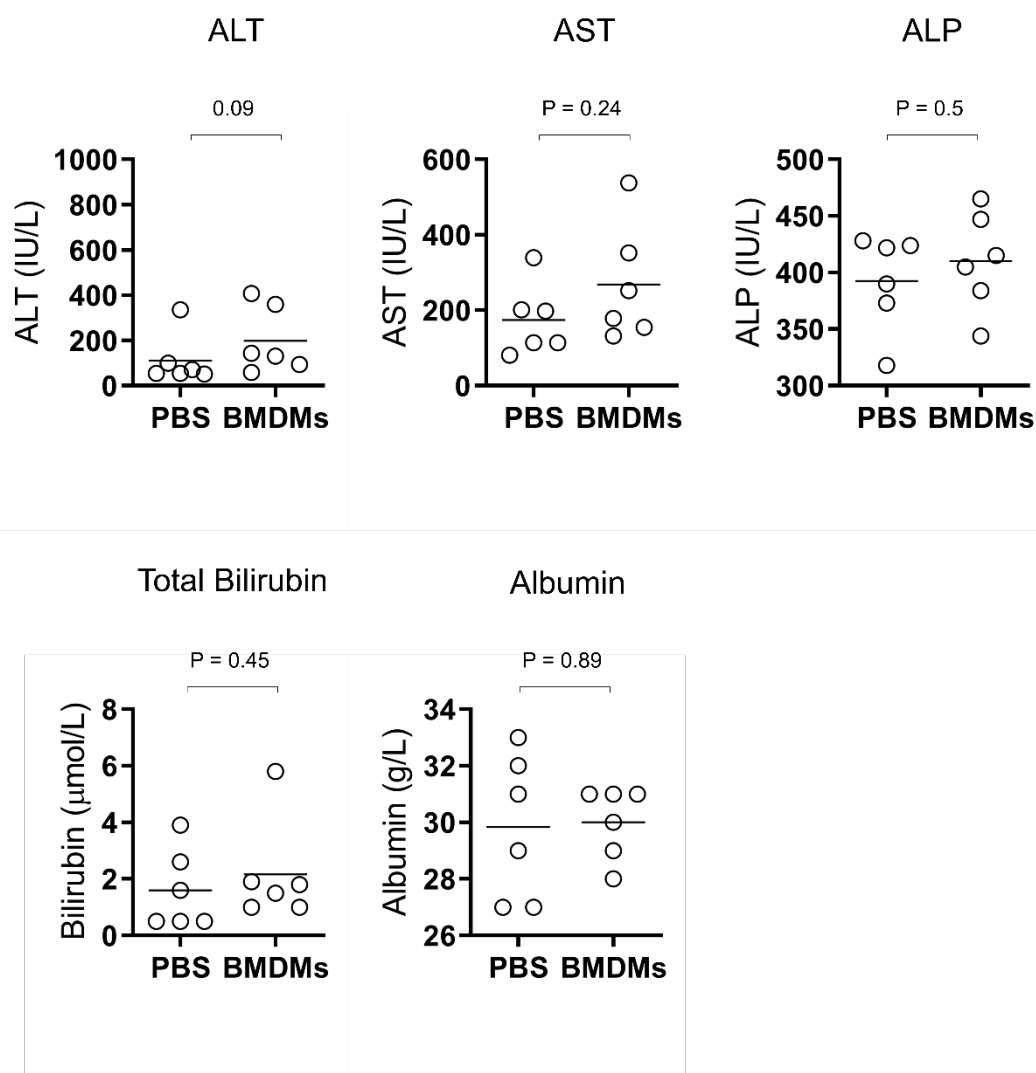 ALT
AST
ALP
0.09
P = 0.24
P = 0.5
1000
800
600
400
200
0
ALT (IU/L)
PBS BMDMs
600
400
200
0
AST (IU/L)
PBS BMDMs
500
450
400
350
300
ALP (IU/L)
PBS BMDMs
Total Bilirubin
Albumin
P = 0.45
P = 0.89
8
6
4
2
0
Bilirubin (μmol/L)
PBS BMDMs
34
32
30
28
26
Albumin (g/L)
PBS BMDMs